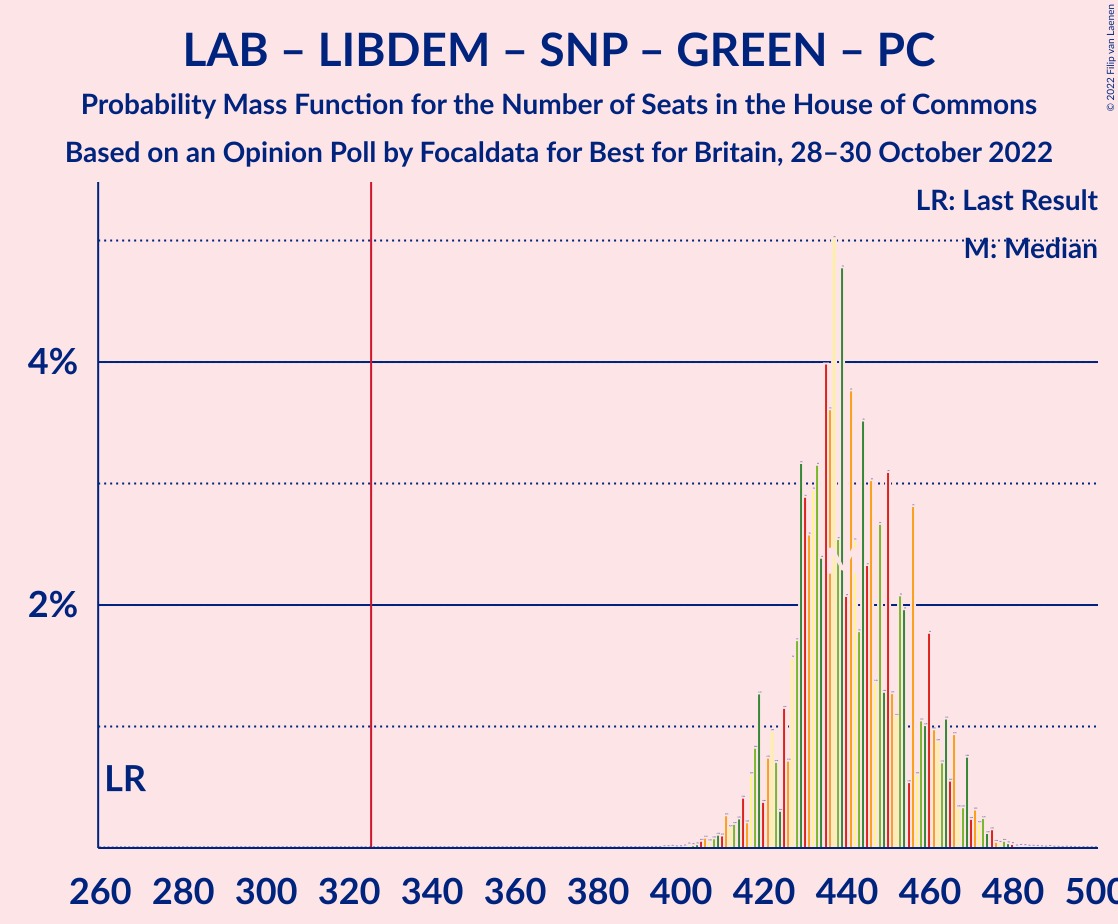 LAB – LIBDEM – SNP – GREEN – PC
Probability Mass Function for the Number of Seats in the House of Commons
Based on an Opinion Poll by Focaldata for Best for Britain, 28–30 October 2022
© 2022 Filip van Laenen
LR: Last Result
M: Median
4%
2%
M
LR
260 280 300 320 340 360 380 400 420 440 460 480 500